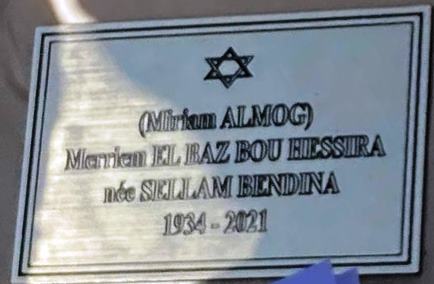 (Miriam ALMOG)
Merriem EL BAZ BOU HESSIRA
née SELLAM BENDINA
1934 - 2021